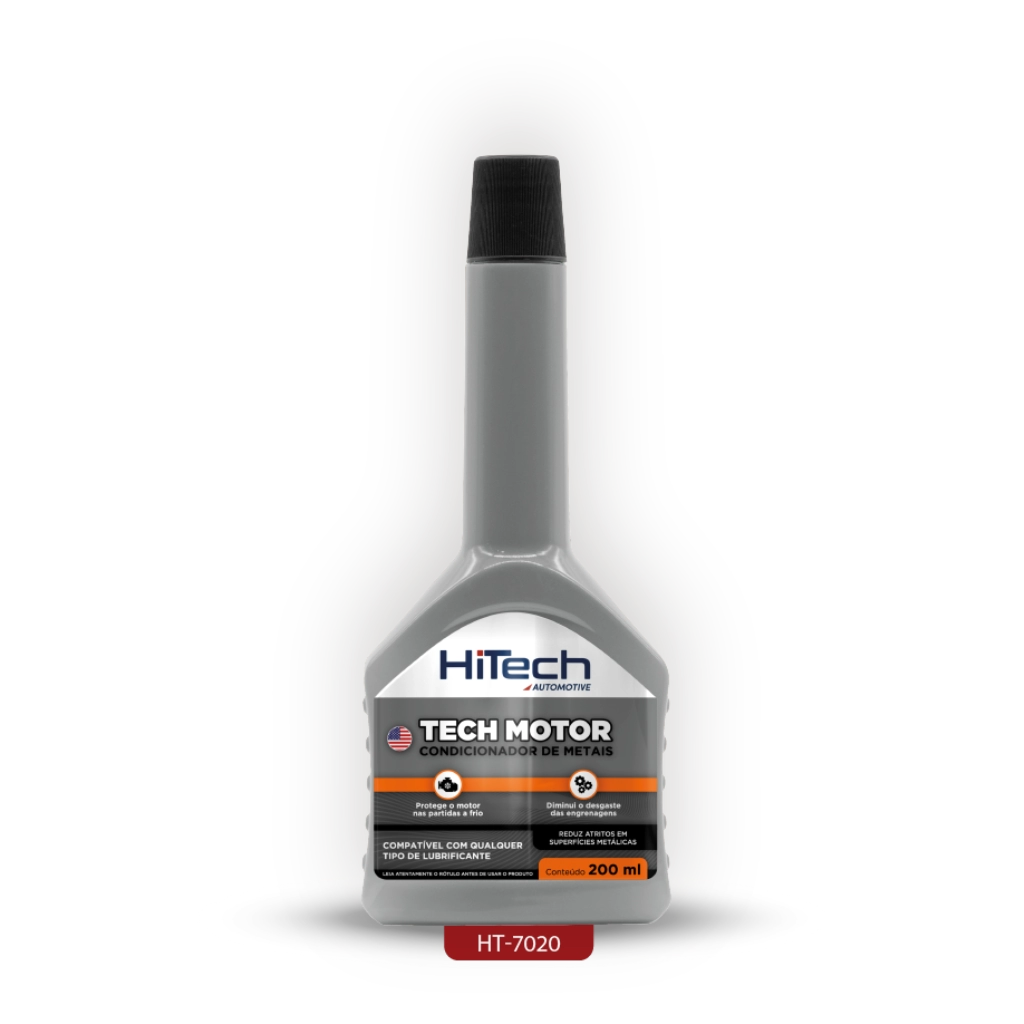 HiTech
AUTOMOTIVE
TECH MOTOR
CONDICIONADOR DE METAIS
Protege o motor
nas partidas a frio
Diminui o desgaste
das engrenagens
COMPATÍVEL COM QUALQUER
TIPO DE LUBRIFICANTE
REDUZ ATRITOS EM
SUPERFÍCIES METÁLICAS
LEIA ATENTAMENTE O RÓTULO ANTES DE USAR O PRODUTO
Conteúdo 200 ml
HT-7020